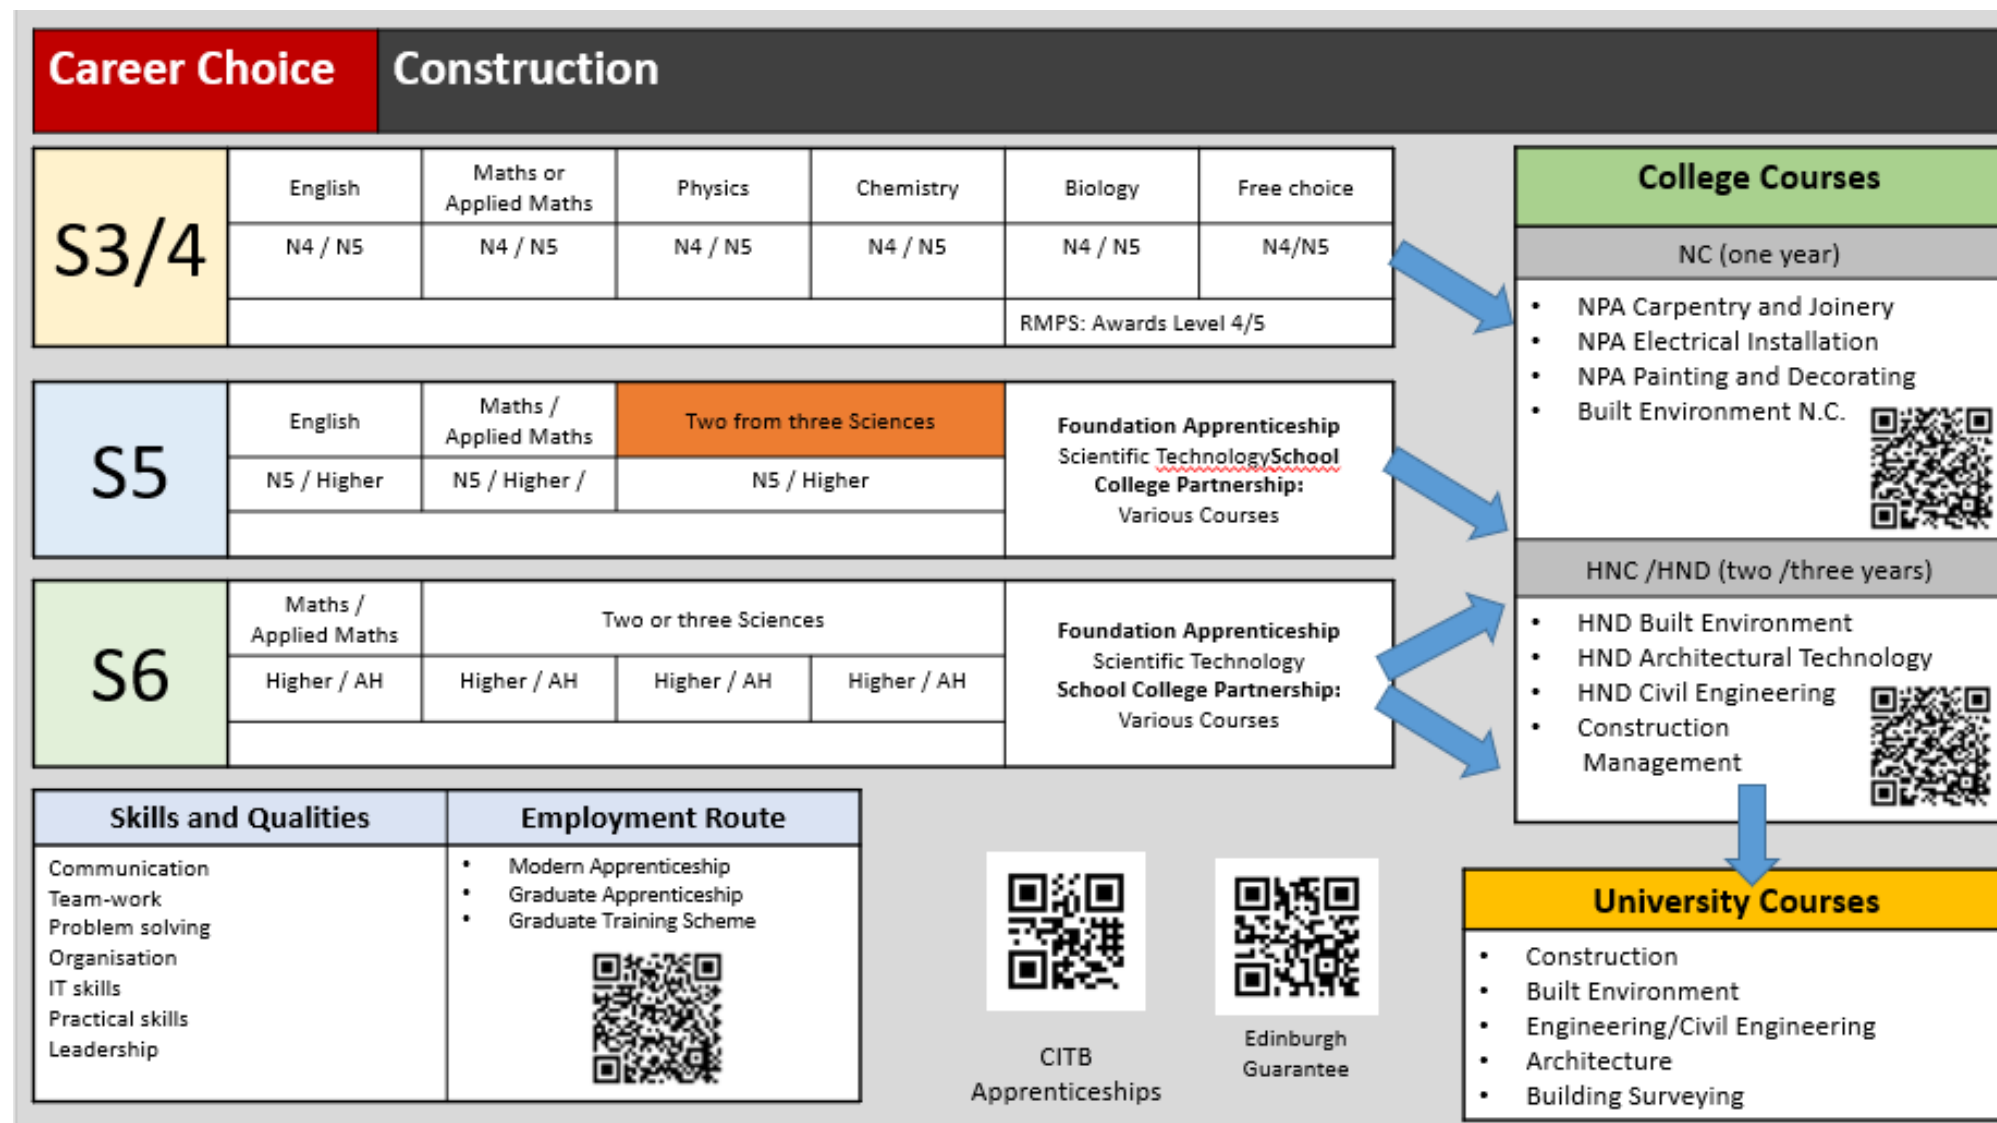 Career Choice
Construction
S3/4
English
Maths or
Applied Maths
Physics
Chemistry
Biology
Free choice
N4 / N5
N4 / N5
N4 / N5
N4 / N5
N4 / N5
N4/N5
RMPS: Awards Level 4/5
S5
English
Maths /
Applied Maths
Two from three Sciences
N5 / Higher
N5 / Higher /
N5 / Higher
Foundation Apprenticeship
Scientific TechnologySchool
College Partnership:
Various Courses
S6
Maths /
Applied Maths
Two or three Sciences
Higher / AH
Higher / AH
Higher / AH
Higher / AH
Foundation Apprenticeship
Scientific Technology
School College Partnership:
Various Courses
College Courses
NC (one year)
• NPA Carpentry and Joinery
• NPA Electrical Installation
• NPA Painting and Decorating
• Built Environment N.C.
HNC /HND (two /three years)
• HND Built Environment
• HND Architectural Technology
• HND Civil Engineering
• Construction
Management
Skills and Qualities
Communication
Team-work
Problem solving
Organisation
IT skills
Practical skills
Leadership
Employment Route
• Modern Apprenticeship
• Graduate Apprenticeship
• Graduate Training Scheme
CITB
Apprenticeships
Edinburgh
Guarantee
University Courses
• Construction
• Built Environment
• Engineering/Civil Engineering
• Architecture
• Building Surveying